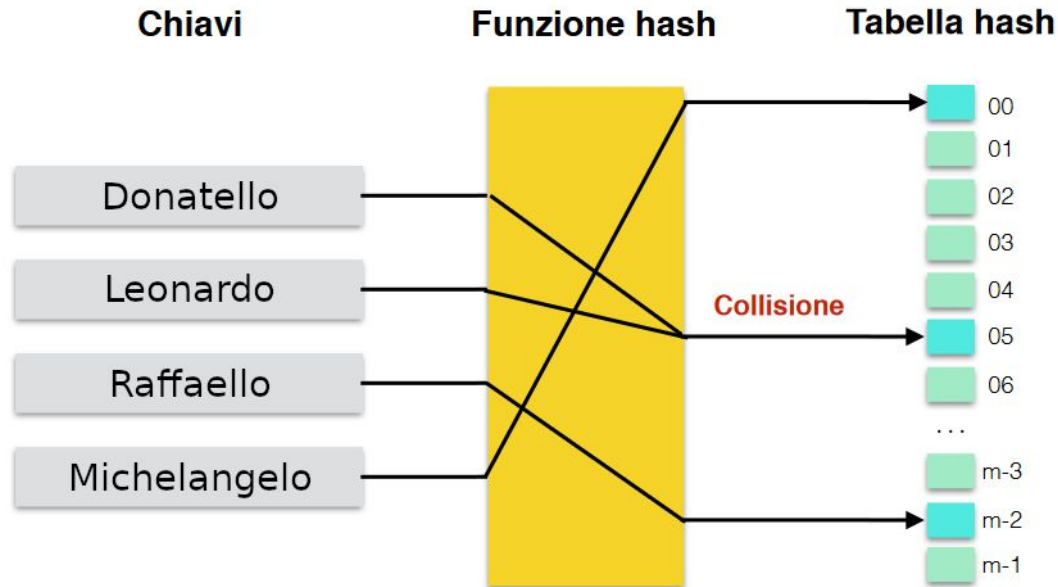 Chiavi
Funzione hash
Tabella hash
Donatello
Leonardo
Raffaello
Michelangelo
Collisione
00
01
02
03
04
05
06
...
m-3
m-2
m-1